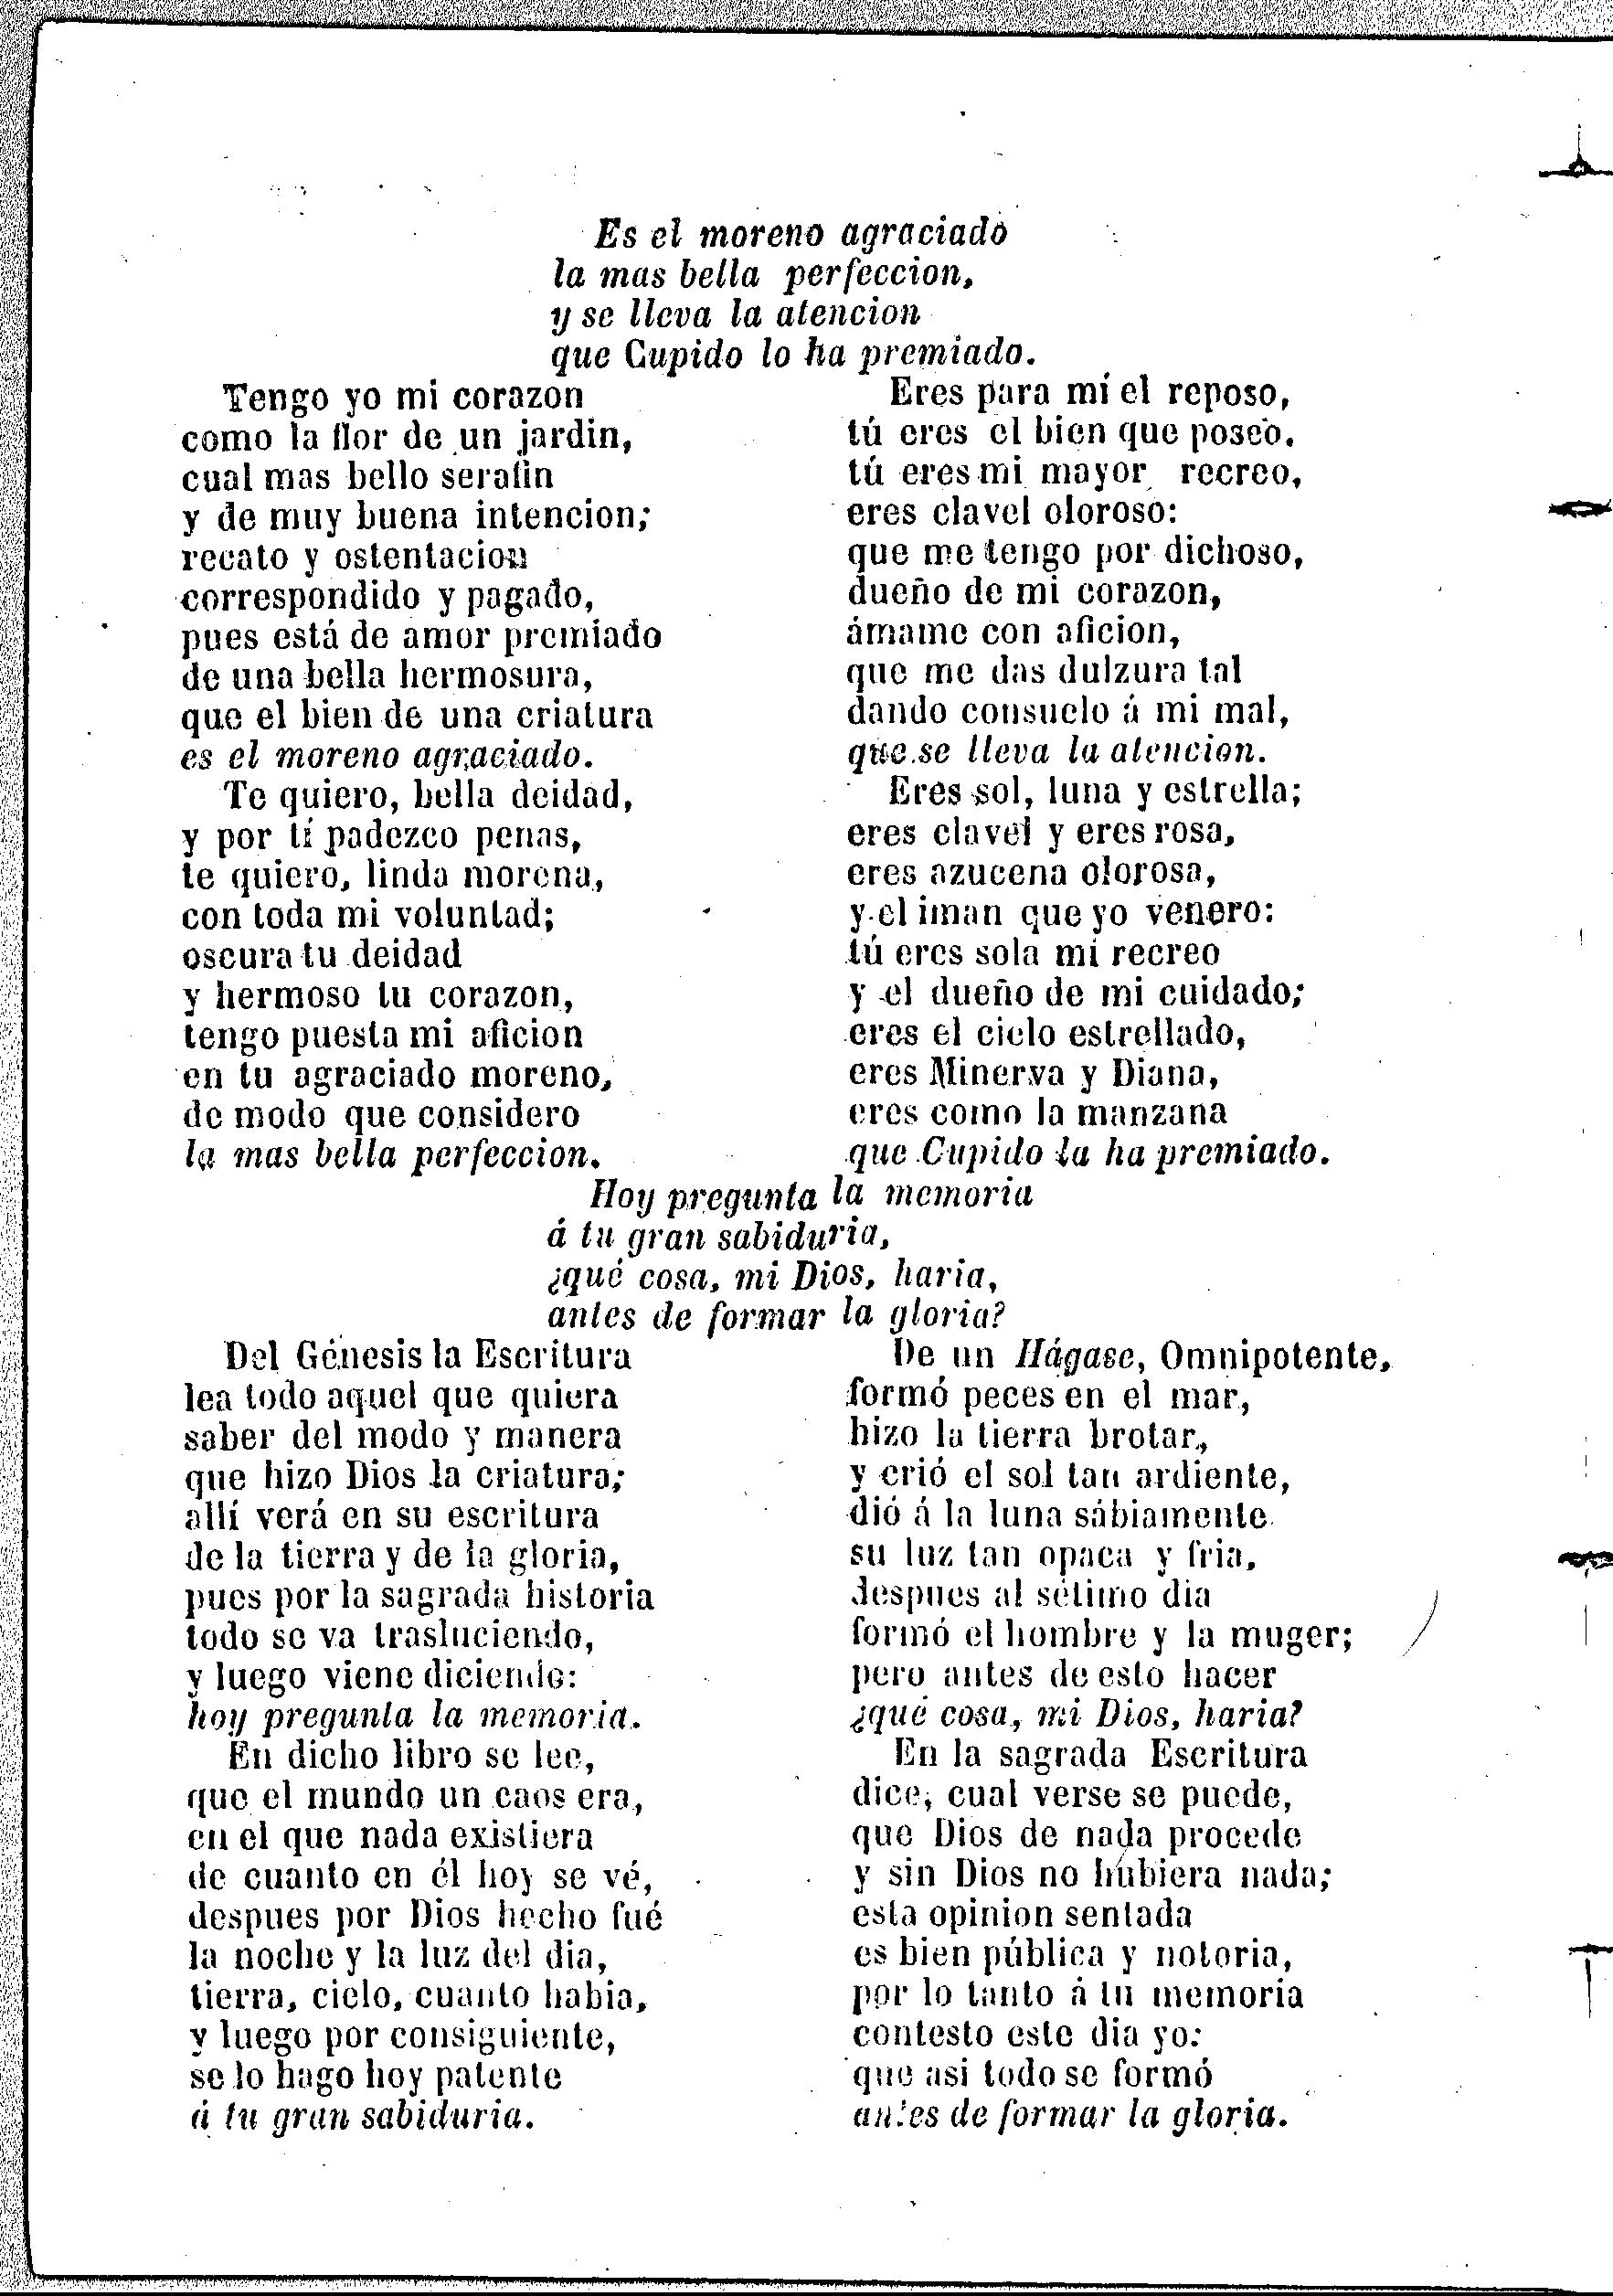 Es el moreno agraciado
la mas bella perfeccion,
y se lleva la atencion
que Cupido lo ha premiado.
Tengo yo mi corazon
como la flor de un jardin,
cual mas bello serafin
y de muy buena intencion;
recato y ostentacion
correspondido y pagado,
pues está de amor premiado
de una bella hermosura,
que el bien de una criatura
es el moreno agraciado.
Te quiero, bella deidad,
y por tí padezco penas,
te quiero, linda morena,
con toda mi voluntad;
oscura tu deidad
y hermoso tu corazon,
tengo puesta mi aficion
en tu agraciado moreno,
de modo que considero
la mas bella perfeccion.
Eres para mí el reposo,
tú eres el bien que poseo,
tú eres mi mayor recreo,
eres clavel oloroso:
que me tengo por dichoso,
dueño de mi corazon,
ámame con aficion,
que me das dulzura tal
dando consuelo á mi mal,
que se lleva la atencion.
Eres sol, luna y estrella;
eres clavel y eres rosa,
eres azucena olorosa,
y el iman que yo venero:
tú eres sola mi recreo
y el dueño de mi cuidado;
eres el cielo estrellado,
eres Minerva y Diana,
eres como la manzana
que Cupido la ha premiado.
Hoy pregunta la memoria
á tu gran sabiduria,
¿qué cosa, mi Dios, haria,
antes de formar la gloria?
Del Génesis la Escritura
lea todo aquel que quiera
saber del modo y manera
que hizo Dios la criatura;
allí verá en su escritura
de la tierra y de la gloria,
pues por la sagrada historia
todo se va trasluciendo,
y luego viene diciendo:
hoy pregunta la memoria.
En dicho libro se lee,
que el mundo un caos era,
en el que nada existiera
de cuanto en él hoy se vé,
despues por Dios hecho fué
la noche y la luz del dia,
tierra, cielo, cuanto habia,
y luego por consiguiente,
se lo hago hoy patente
á tu gran sabiduria.
De un Hágase, Omnipotente,
formó peces en el mar,
hizo la tierra brotar,
y crió el sol tan ardiente,
dió á la luna sábiamente
su luz tan opaca y fria,
despues al sétimo dia
formó el hombre y la muger;
pero antes de esto hacer
¿qué cosa, mi Dios, haria?
En la sagrada Escritura
dice, cual verse se puede,
que Dios de nada procede
y sin Dios no hubiera nada;
esta opinion sentada
es bien pública y notoria,
por lo tanto á tu memoria
contesto este dia yo:
que asi todo se formó
antes de formar la gloria.